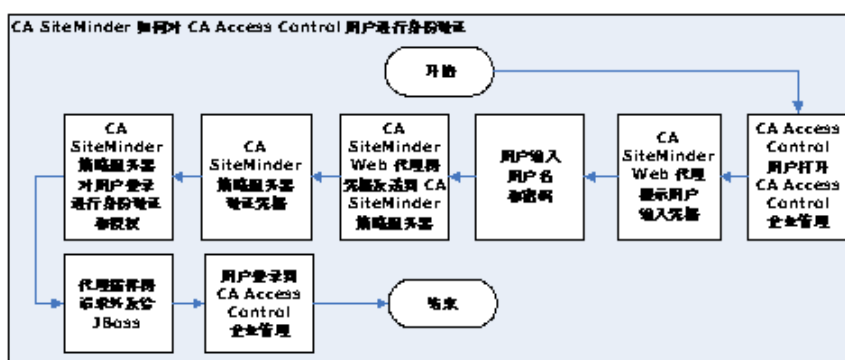 CA SiteMinder 如何对 CA Access Control 用户进行身份验证
开始
CA Access
Control
用户打开
CA Access
Control
企业管理
CA
SiteMinder
Web 代理
提示用户
输入凭据
用户输入
用户名
和密码
CA
SiteMinder
Web 代理将
凭据发送到 CA
SiteMinder
策略服务器
CA
SiteMinder
策略服务器
验证凭据
CA
SiteMinder
策略服务器
对用户登录
进行身份验证
和授权
代理插件将
请求转发给
JBoss
用户登录到
CA Access
Control
企业管理
结束